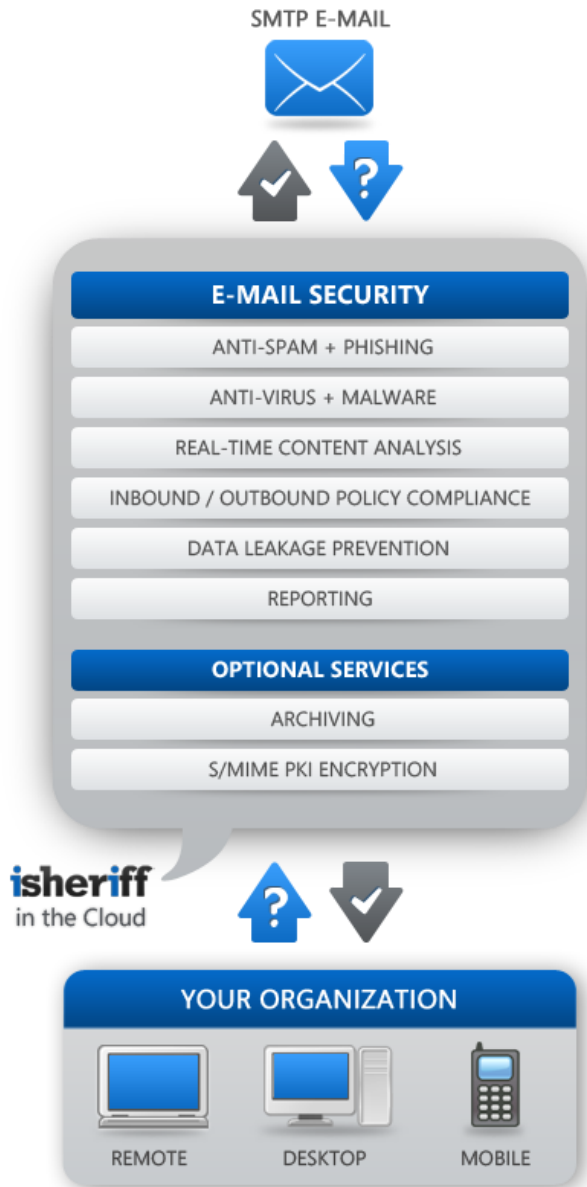 SMTP E-MAIL
?
E-MAIL SECURITY
ANTI-SPAM + PHISHING
ANTI-VIRUS + MALWARE
REAL-TIME CONTENT ANALYSIS
INBOUND / OUTBOUND POLICY COMPLIANCE
DATA LEAKAGE PREVENTION
REPORTING
OPTIONAL SERVICES
ARCHIVING
S/MIME PKI ENCRYPTION
isheriff
in the Cloud
?
YOUR ORGANIZATION
REMOTE
DESKTOP
MOBILE